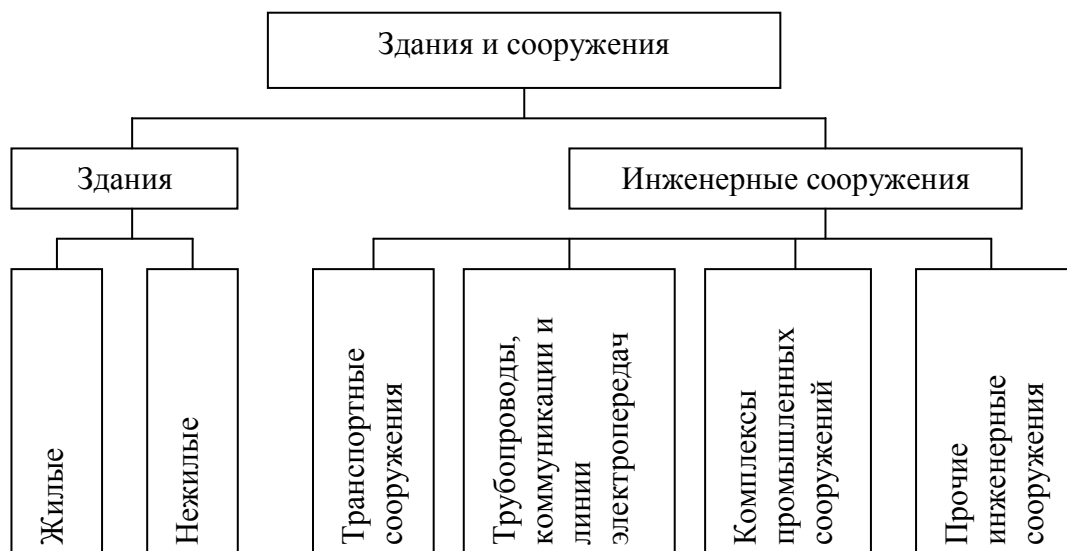 Здания и сооружения
Здания
Инженерные сооружения
Жилые
Нежилые
Транспортные
сооружения
Трубопроводы,
коммуникации и
линии
электропередач
Комплексы
промышленных
сооружений
Прочие
инженерные
сооружения